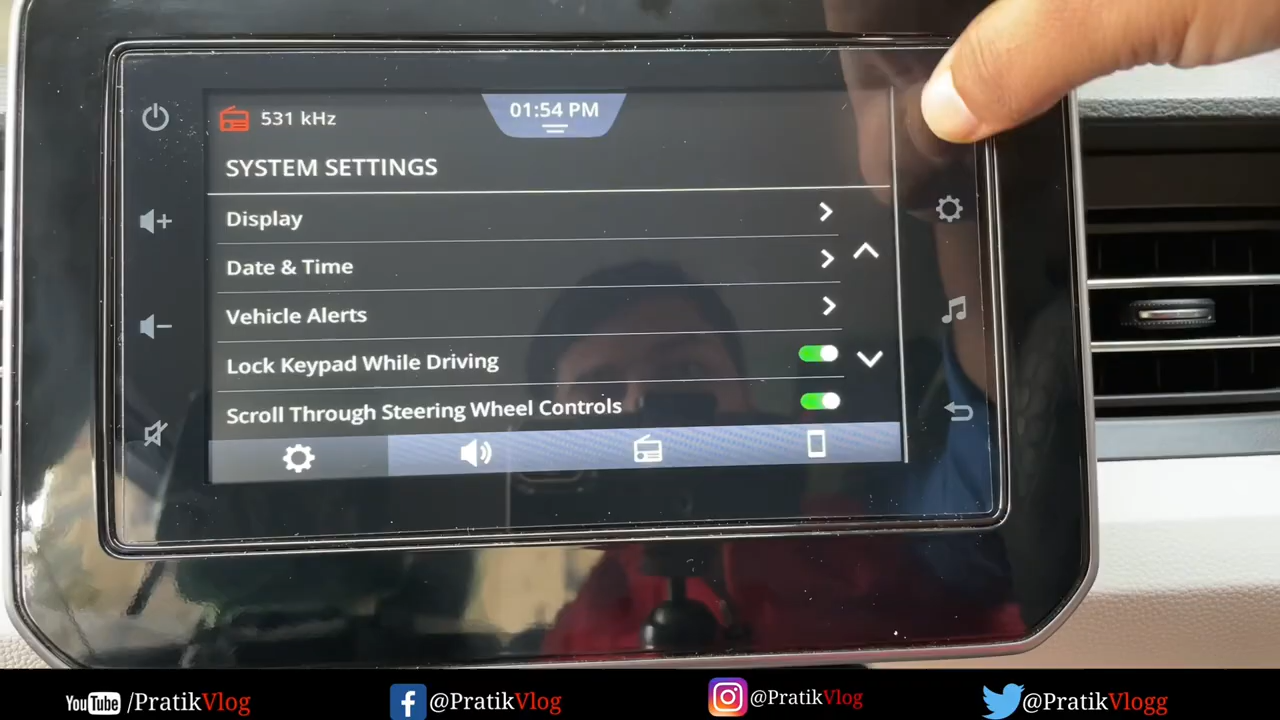 531 kHz
01:54 PM
SYSTEM SETTINGS
Display
Date & Time
Vehicle Alerts
Lock Keypad While Driving
Scroll Through Steering Wheel Controls
YouTube /PratikVlog
@PratikVlog
@PratikVlog
@PratikVlogg